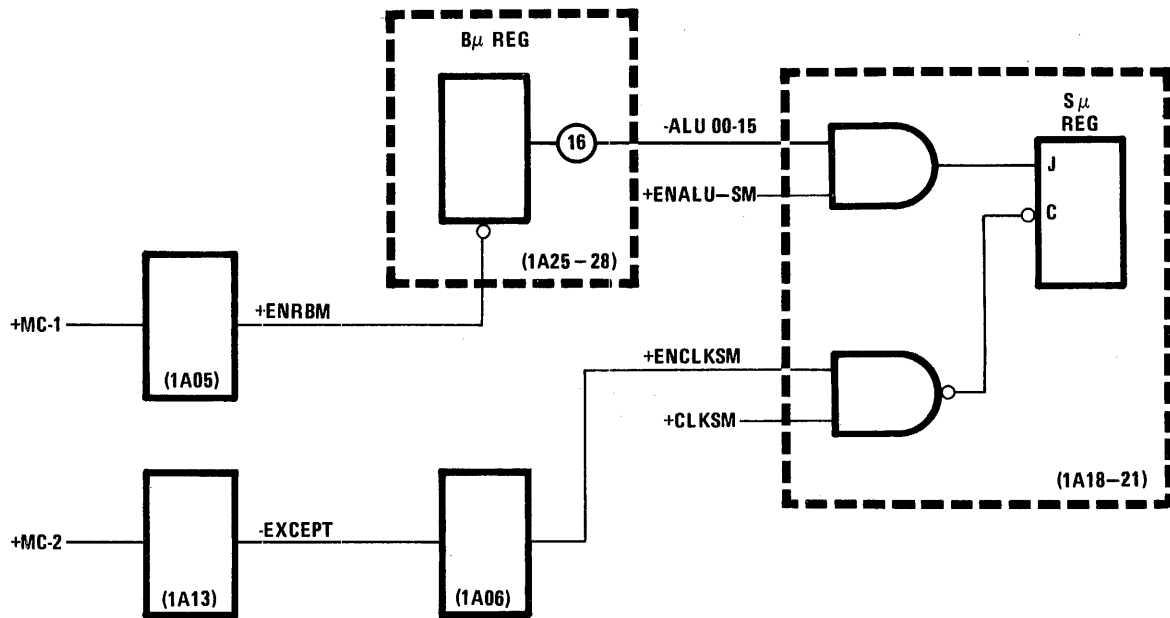 Bμ REG
16
-ALU 00-15
+ENALU-SM
(1A25-28)
Sμ
REG
J
C
+MC-1
(1A05)
+ENRBM
+ENCLKSM
+CLKSM
(1A18-21)
+MC-2
(1A13)
-EXCEPT
(1A06)